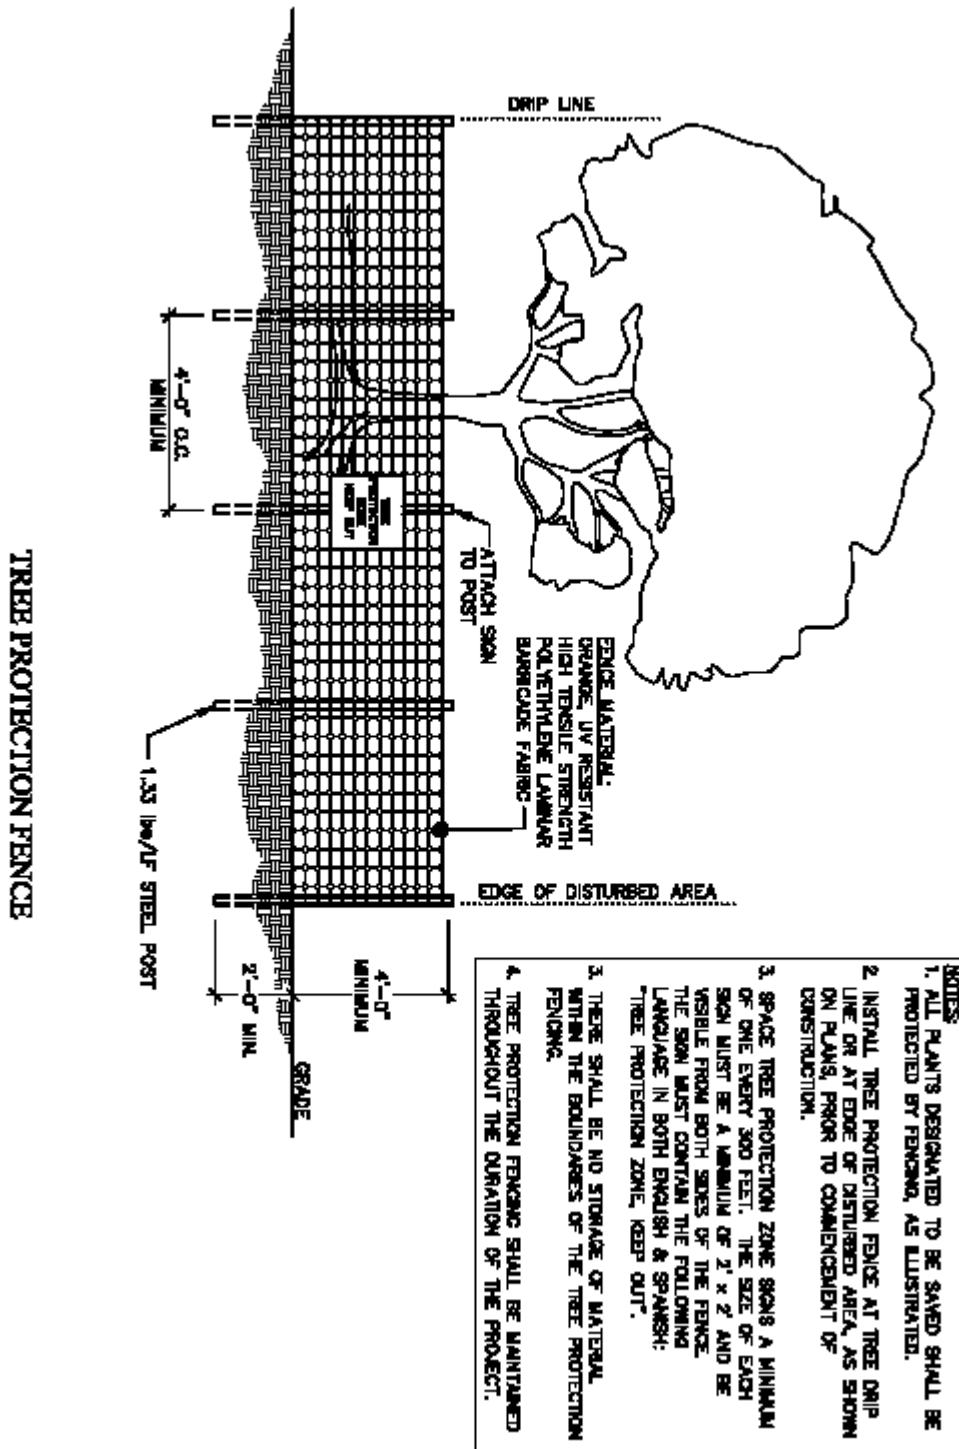 DRIP LINE
4'-0" O.C.
MINIMUM
TREE
PROTECTION
ZONE
KEEP OUT
ATTACH SIGN
TO POST
FENCE MATERIAL:
ORANGE, UV RESISTANT
HIGH TENSILE STRENGTH
POLYETHYLENE LAMINAR
BARRICADE FABRIC
1.33 lbs/LF STEEL POST
EDGE OF DISTURBED AREA
4'-0"
MINIMUM
2'-0" MIN.
GRADE
NOTES:
1. ALL PLANTS DESIGNATED TO BE SAVED SHALL BE
PROTECTED BY FENCING, AS ILLUSTRATED.
2. INSTALL TREE PROTECTION FENCE AT TREE DRIP
LINE OR AT EDGE OF DISTURBED AREA, AS SHOWN
ON PLANS, PRIOR TO COMMENCEMENT OF
CONSTRUCTION.
3. SPACE TREE PROTECTION ZONE SIGNS A MINIMUM
OF ONE EVERY 300 FEET. THE SIZE OF EACH
SIGN MUST BE A MINIMUM OF 2' x 2' AND BE
VISIBLE FROM BOTH SIDES OF THE FENCE.
THE SIGN MUST CONTAIN THE FOLLOWING
LANGUAGE IN BOTH ENGLISH & SPANISH:
"TREE PROTECTION ZONE, KEEP OUT".
3. THERE SHALL BE NO STORAGE OF MATERIAL
WITHIN THE BOUNDARIES OF THE TREE PROTECTION
FENCING.
4. TREE PROTECTION FENCING SHALL BE MAINTAINED
THROUGHOUT THE DURATION OF THE PROJECT.
TREE PROTECTION FENCE